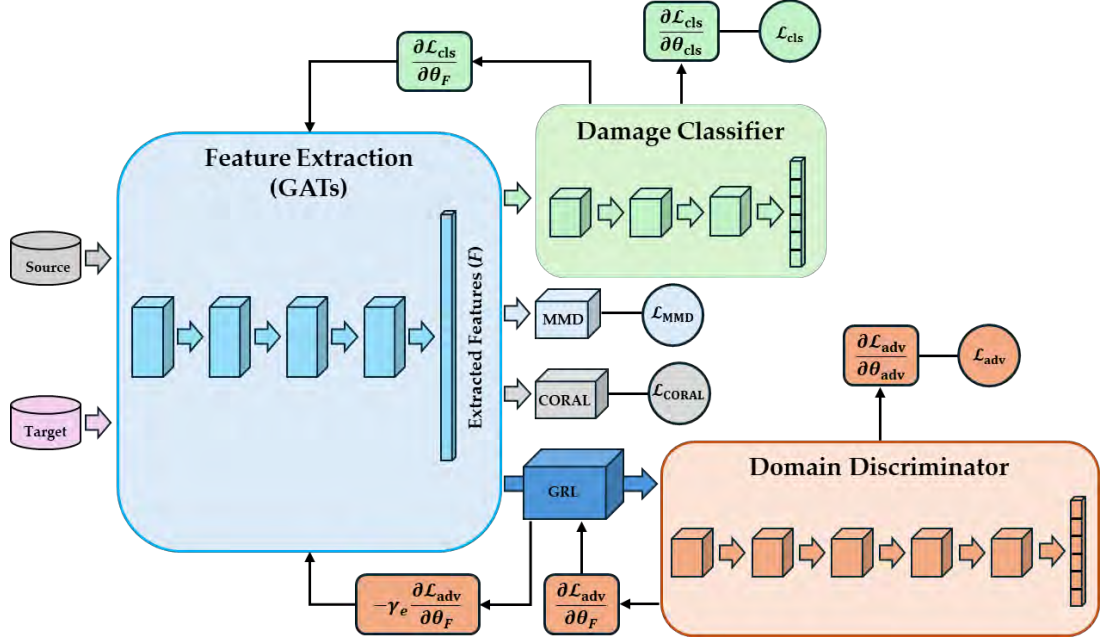 ∂ℒcls
∂θcls
ℒcls
∂ℒcls
∂θF
Damage Classifier
Feature Extraction
(GATs)
Source
Extracted Features (F)
MMD
ℒMMD
∂ℒadv
∂θadv
ℒadv
CORAL
ℒCORAL
Target
Domain Discriminator
GRL
−γe ∂ℒadv
∂θF
∂ℒadv
∂θF